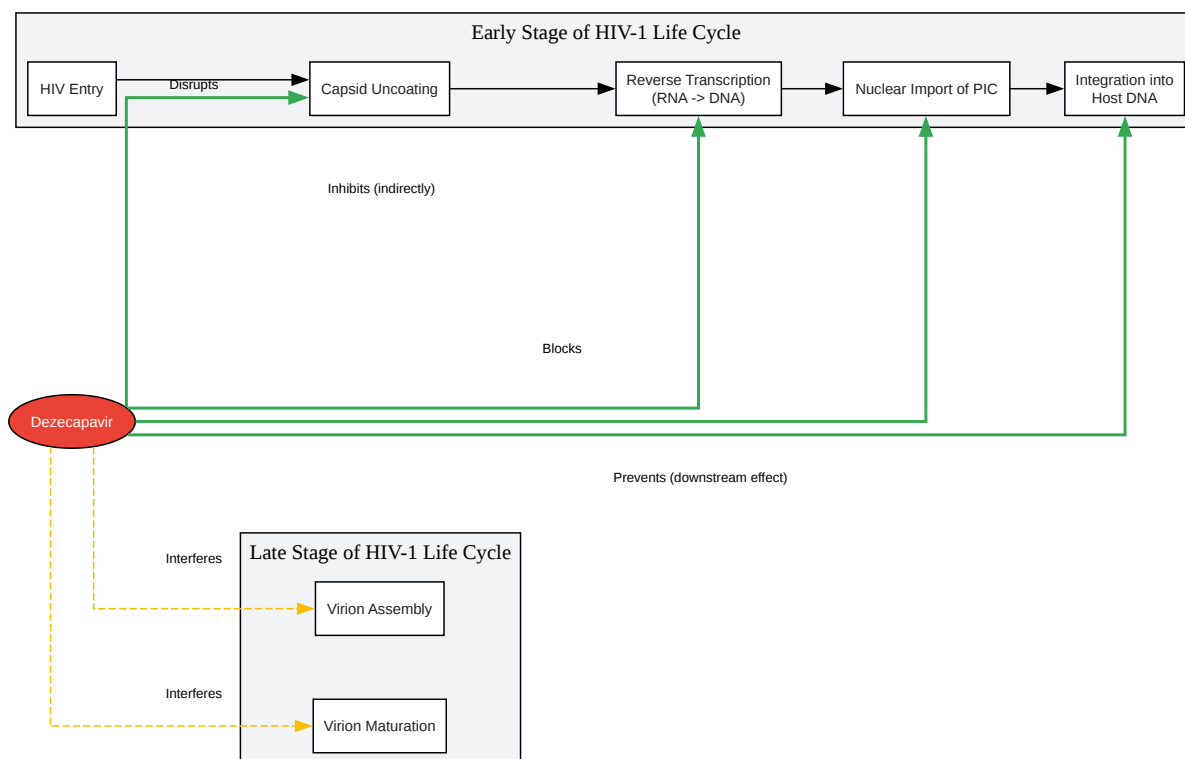 Early Stage of HIV-1 Life Cycle
HIV Entry
Disrupts
Capsid Uncoating
Reverse Transcription
(RNA -> DNA)
Nuclear Import of PIC
Integration into
Host DNA
Inhibits (indirectly)
Blocks
Dezecapavir
Prevents (downstream effect)
Late Stage of HIV-1 Life Cycle
Interferes
Virion Assembly
Interferes
Virion Maturation